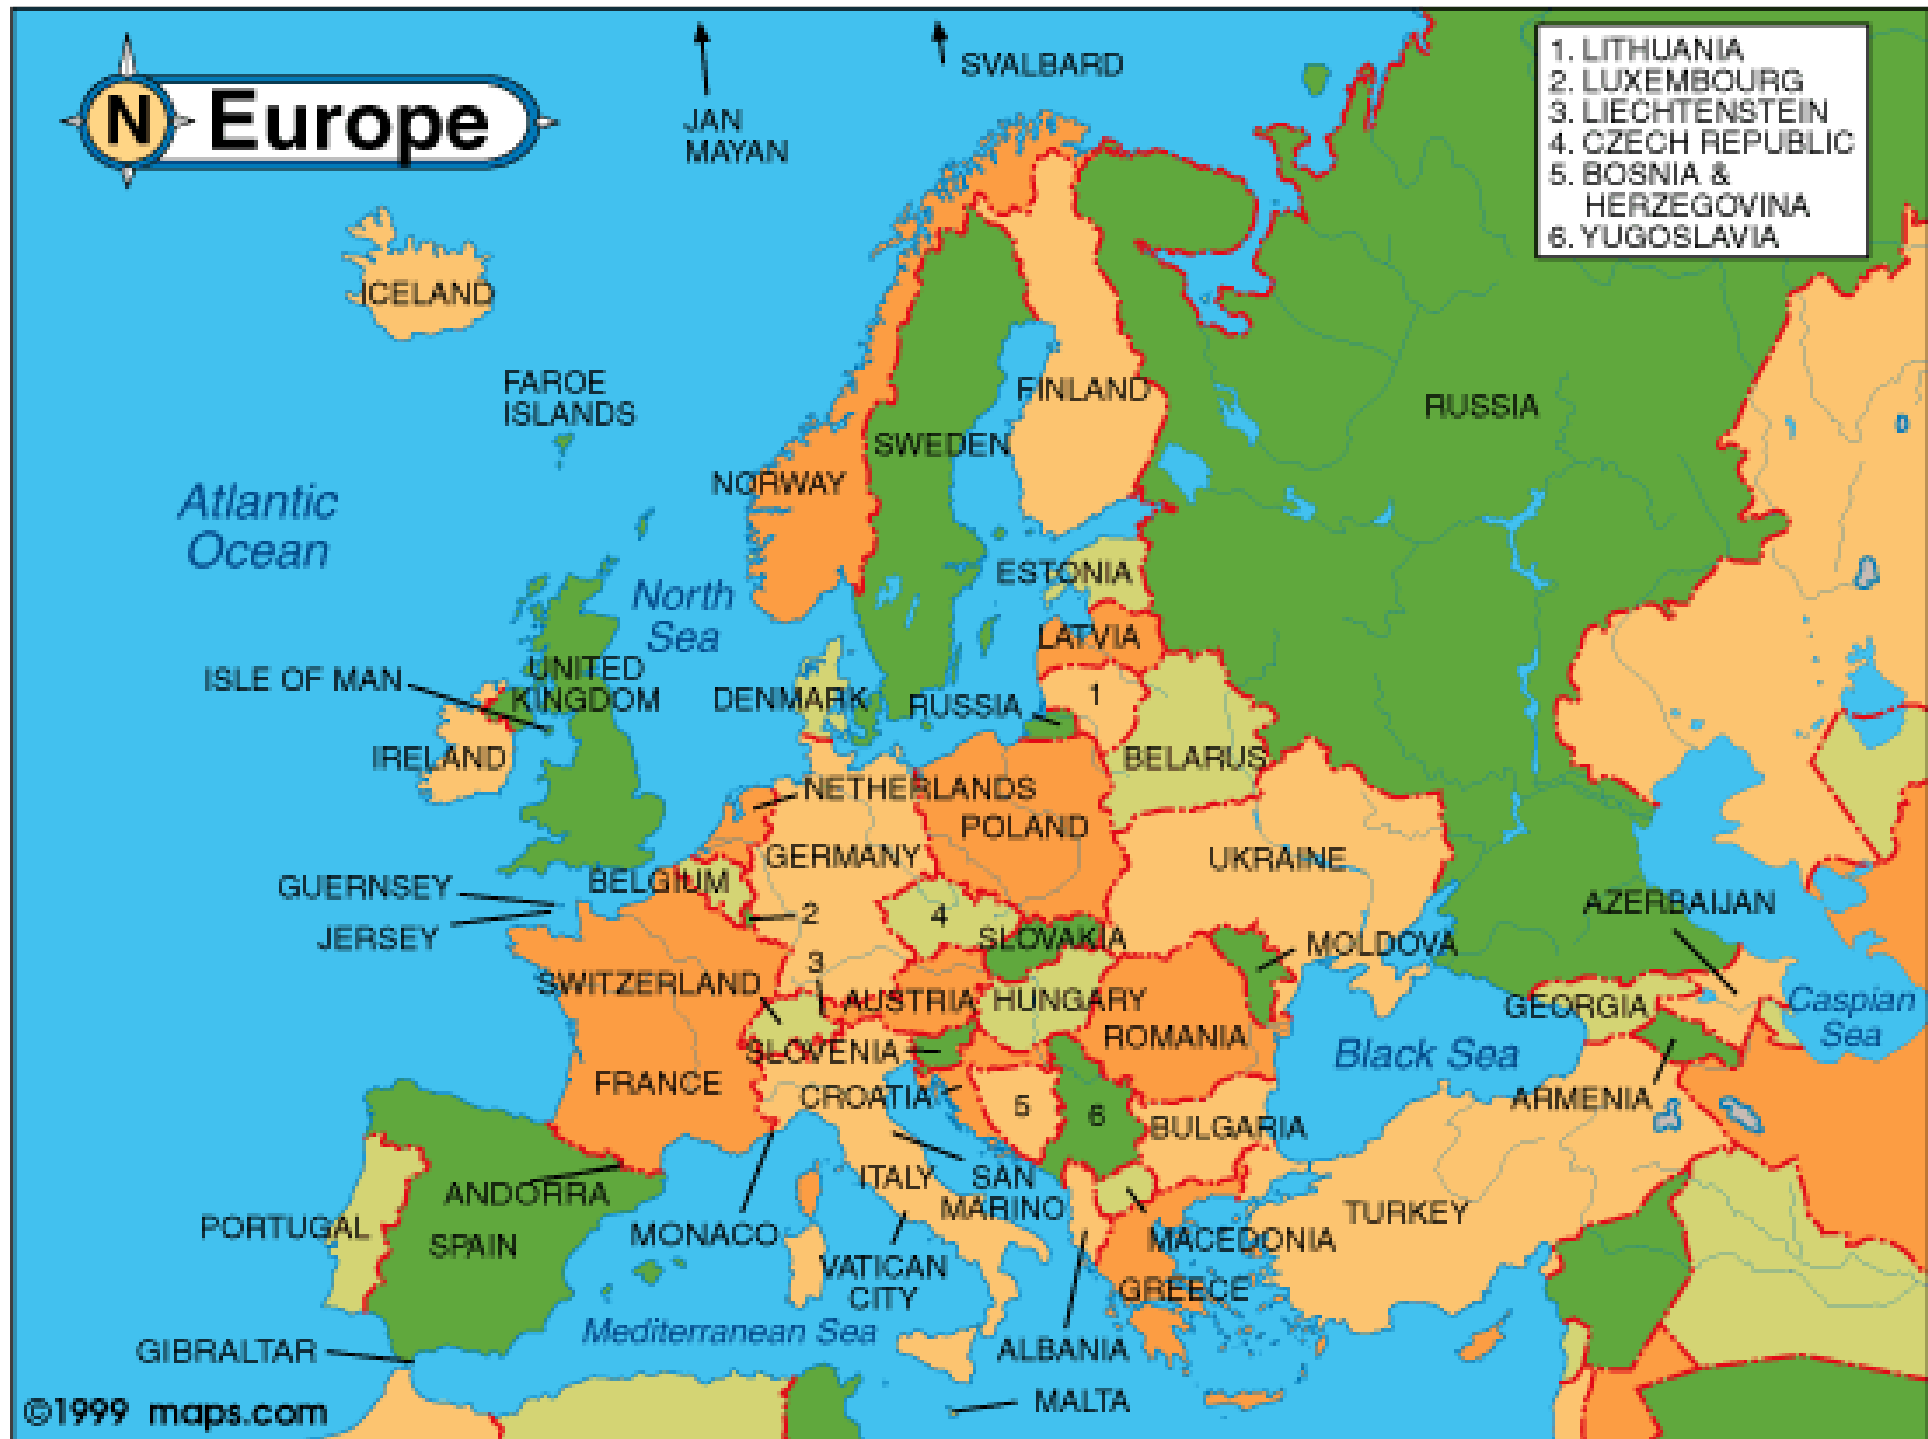 N Europe
JAN
MAYAN
SVALBARD
1. LITHUANIA
2. LUXEMBOURG
3. LIECHTENSTEIN
4. CZECH REPUBLIC
5. BOSNIA &
HERZEGOVINA
6. YUGOSLAVIA
ICELAND
FAROE
ISLANDS
FINLAND
RUSSIA
SWEDEN
NORWAY
Atlantic
Ocean
ESTONIA
North
Sea
LATVIA
ISLE OF MAN
UNITED
KINGDOM
DENMARK
RUSSIA
1
IRELAND
BELARUS
NETHERLANDS
POLAND
GERMANY
UKRAINE
GUERNSEY
BELGIUM
2
4
AZERBAIJAN
JERSEY
SLOVAKIA
MOLDOVA
3
SWITZERLAND
AUSTRIA
HUNGARY
GEORGIA
Caspian
Sea
ROMANIA
SLOVENIA
Black Sea
FRANCE
CROATIA
5
6
BULGARIA
ARMENIA
ANDORRA
ITALY
SAN
MARINO
PORTUGAL
SPAIN
MONACO
TURKEY
MACEDONIA
VATICAN
CITY
GREECE
Mediterranean Sea
GIBRALTAR
ALBANIA
MALTA
©1999 maps.com